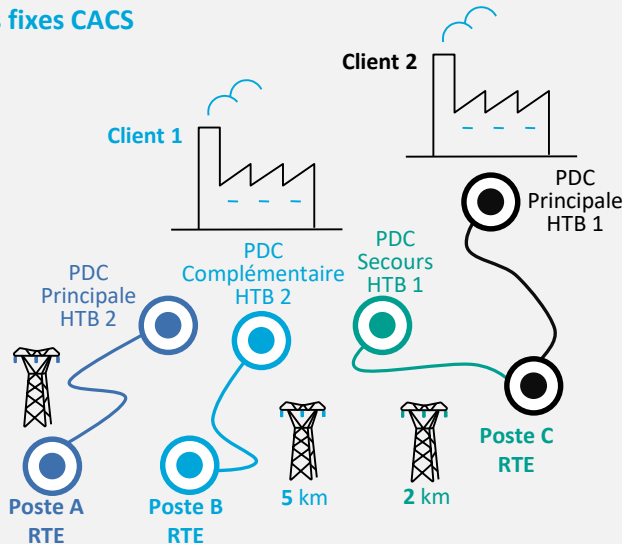 s fixes CACS
Client 2
Client 1
PDC
Principale
HTB 1
PDC
Principale
HTB 2
PDC
Complémentaire
HTB 2
PDC
Secours
HTB 1
Poste A
RTE
Poste B
RTE
5 km
2 km
Poste C
RTE